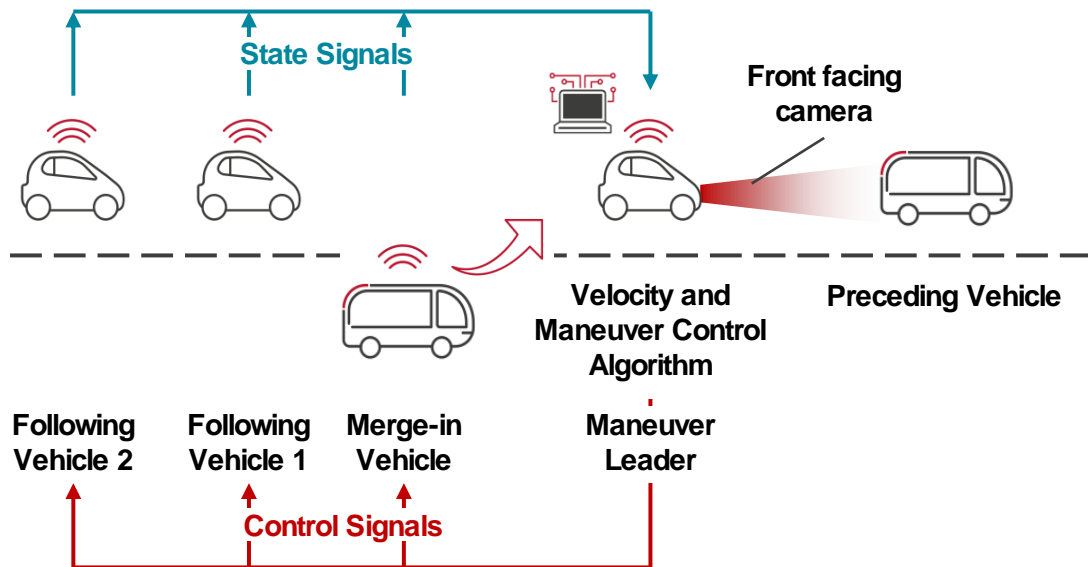 State Signals
Front facing
camera
Velocity and
Maneuver Control
Algorithm
Preceding Vehicle
Following
Vehicle 2
Following
Vehicle 1
Merge-in
Vehicle
Maneuver
Leader
Control Signals